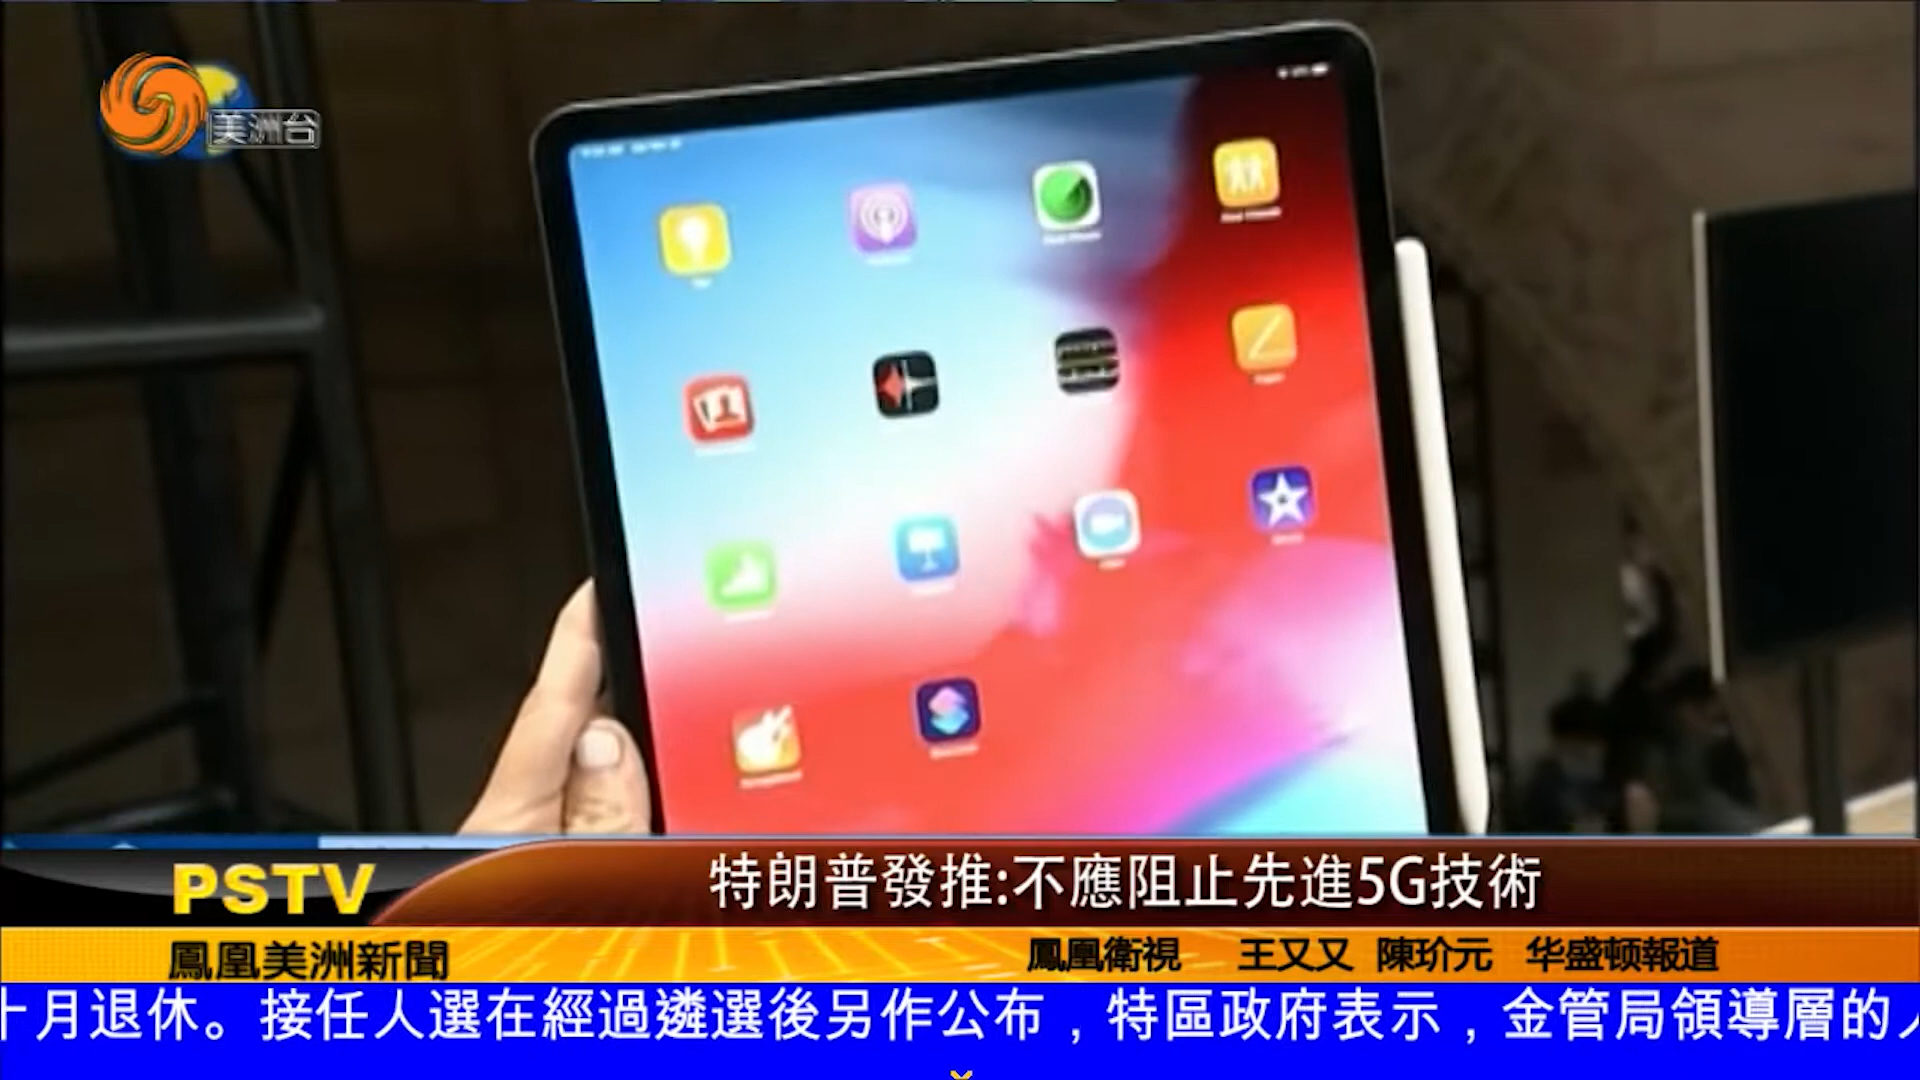 美洲台
PSTV
特朗普發推:不應阻止先進5G技術
鳳凰美洲新聞
鳳凰衛視 王又又 陳玠元 华盛顿報道
十月退休。接任人選在經過遴選後另作公布，特區政府表示，金管局領導層的人